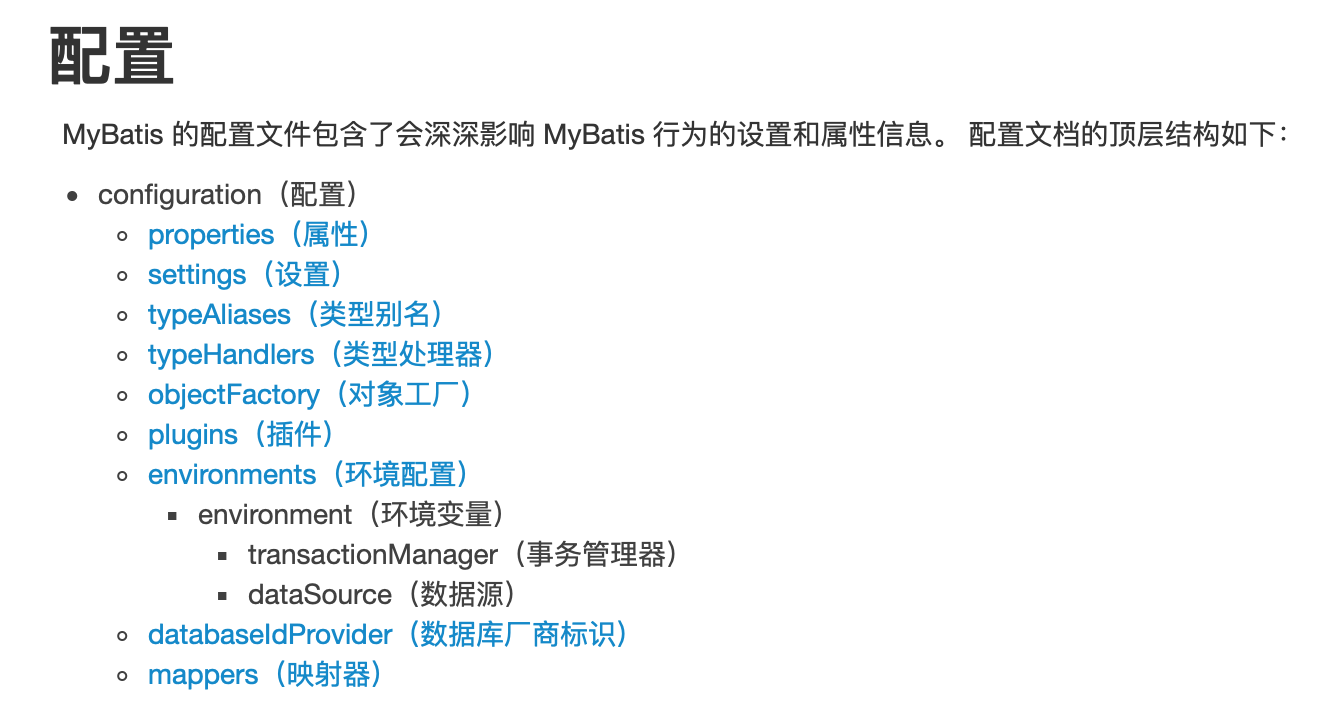 配置
MyBatis 的配置文件包含了会深深影响 MyBatis 行为的设置和属性信息。 配置文档的顶层结构如下：
configuration（配置）
properties（属性）
settings（设置）
typeAliases（类型别名）
typeHandlers（类型处理器）
objectFactory（对象工厂）
plugins（插件）
environments（环境配置）
environment（环境变量）
transactionManager（事务管理器）
dataSource（数据源）
databaseIdProvider（数据库厂商标识）
mappers（映射器）